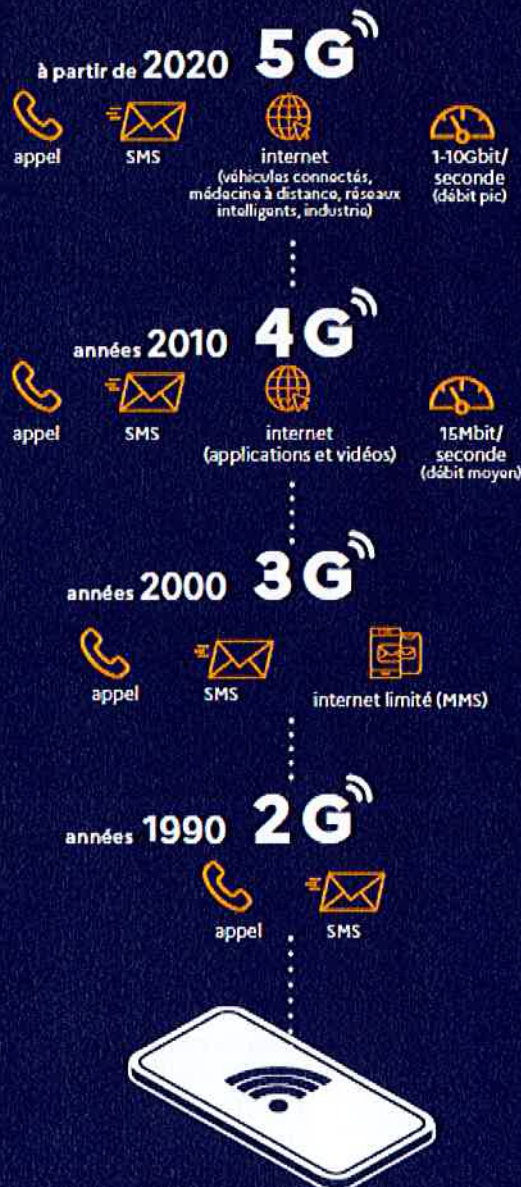 à partir de 2020 5G
appel
SMS
internet
(véhicules connectés,
médecine à distance, réseaux
intelligents, industrie)
1-10Gbit/
seconde
(débit pic)
années 2010 4G
appel
SMS
internet
(applications et vidéos)
15Mbit/
seconde
(débit moyen)
années 2000 3G
appel
SMS
internet limité (MMS)
années 1990 2G
appel
SMS